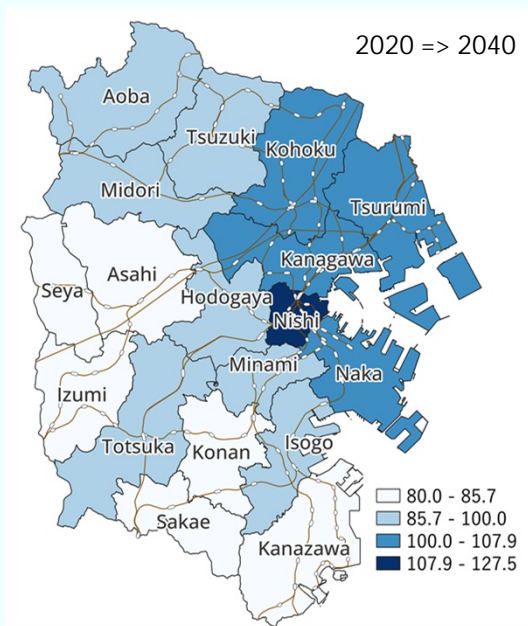 2020 => 2040
Aoba
Tsuzuki
Kohoku
Midori
Tsurumi
Kanagawa
Asahi
Seya
Hodogaya
Nishi
Minami
Naka
Izumi
Totsuka
Konan
Isogo
Sakae
Kanazawa
80.0 - 85.7
85.7 - 100.0
100.0 - 107.9
107.9 - 127.5